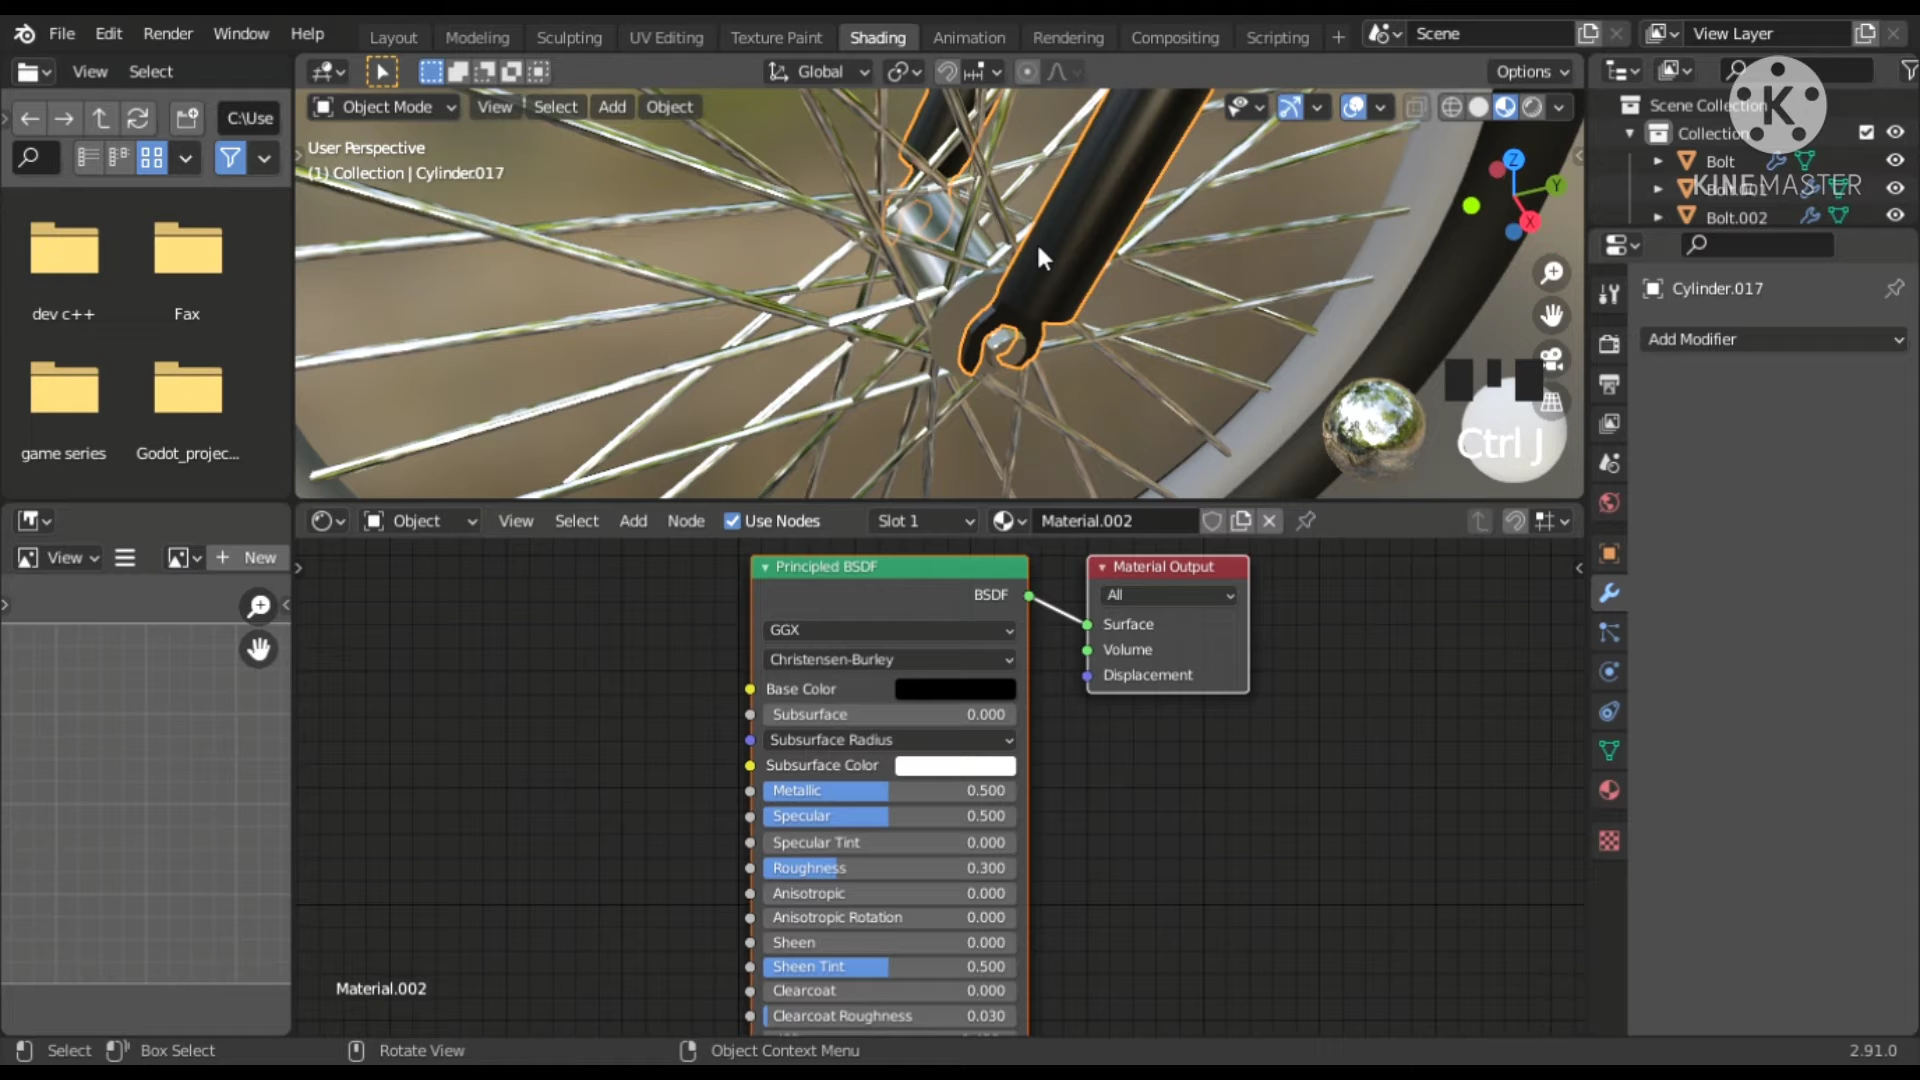 File Edit Render Window Help
Layout Modeling Sculpting UV Editing Texture Paint Shading Animation Rendering Compositing Scripting +
Scene
View Layer
View Select
Global
Options
C:\Use
dev c++
Fax
game series
Godot_projec...
Object Mode View Select Add Object
User Perspective
(1) Collection | Cylinder.017
Z
Y
X
Ctrl J
Scene Collection
Collection
Bolt
Bolt.001
Bolt.002
K
KINEMASTER
Cylinder.017
Add Modifier
View
+ New
Object View Select Add Node Use Nodes Slot 1 Material.002
Principled BSDF
BSDF
GGX
Christensen-Burley
Base Color
Subsurface 0.000
Subsurface Radius
Subsurface Color
Metallic 0.500
Specular 0.500
Specular Tint 0.000
Roughness 0.300
Anisotropic 0.000
Anisotropic Rotation 0.000
Sheen 0.000
Sheen Tint 0.500
Clearcoat 0.000
Clearcoat Roughness 0.030
Material Output
All
Surface
Volume
Displacement
Material.002
Select Box Select Rotate View Object Context Menu 2.91.0